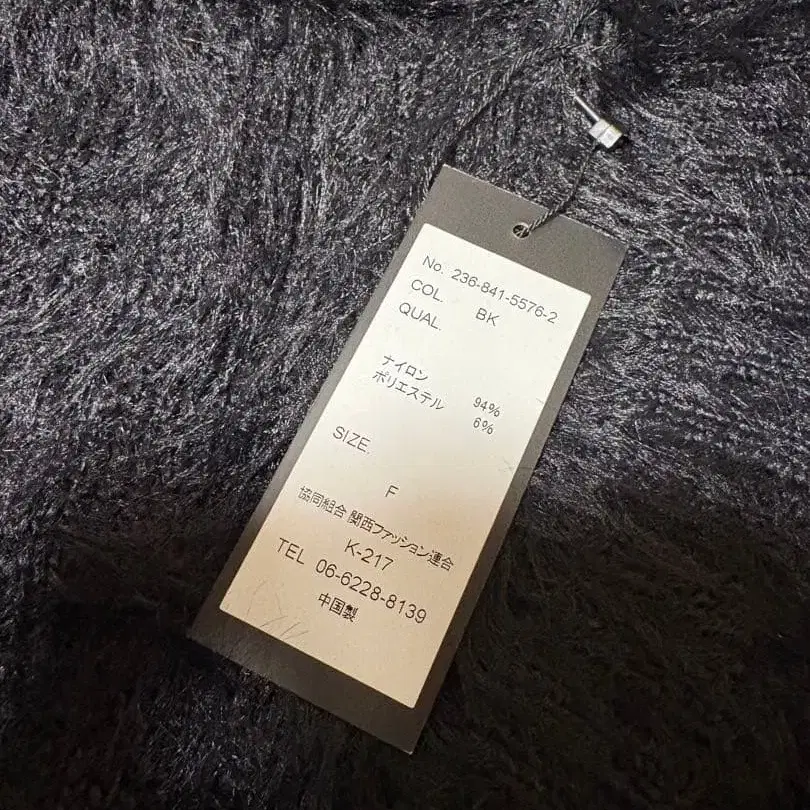 No. 236-841-5576-2
COL. BK
QUAL.
ナイロン 94%
ポリエステル 6%
SIZE.
F
協同組合 関西ファッション連合
K-217
TEL 06-6228-8139
中国製